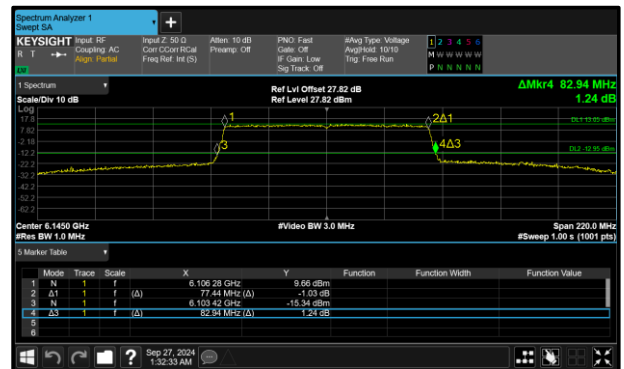 Spectrum Analyzer 1
Swept SA
+
KEYSIGHT Input: RF Input Z: 50 Ω Atten: 10 dB PNO: Fast #Avg Type: Voltage 1 2 3 4 5 6
R T Coupling: AC Corr CCorr RCal Preamp: Off Gate: Off Avg|Hold: 10/10 M W W W W W
Align: Partial Freq Ref: Int (S) IF Gain: Low Trig: Free Run
LW Sig Track: Off P N N N N N
1 Spectrum
Ref Lvl Offset 27.82 dB ΔMkr4 82.94 MHz
Scale/Div 10 dB Ref Level 27.82 dBm 1.24 dB
Log
17.8 1 2Δ1 DL1 13.05 dBm
7.82
-2.18 3 4Δ3
-12.2 DL2 -12.95 dBm
-22.2
-32.2
-42.2
-52.2
-62.2
Center 6.1450 GHz #Video BW 3.0 MHz Span 220.0 MHz
#Res BW 1.0 MHz #Sweep 1.00 s (1001 pts)
5 Marker Table
Mode Trace Scale X Y Function Function Width Function Value
1 N 1 f 6.106 28 GHz 9.66 dBm
2 Δ1 1 f (Δ) 77.44 MHz (Δ) -1.03 dB
3 N 1 f 6.103 42 GHz -15.34 dBm
4 Δ3 1 f (Δ) 82.94 MHz (Δ) 1.24 dB
5
6
? Sep 27, 2024
1:32:33 AM